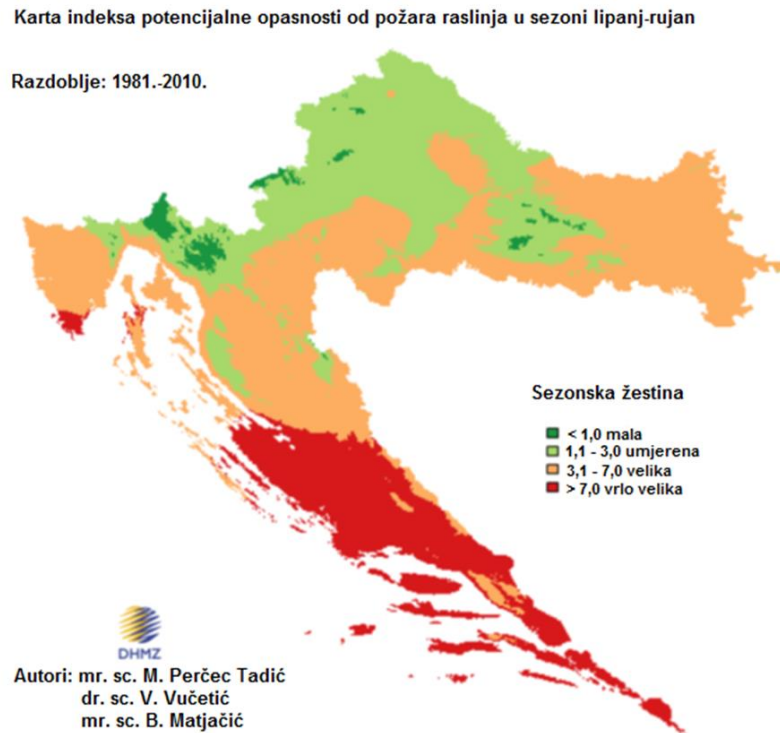 Karta indeksa potencijalne opasnosti od požara raslinja u sezoni lipanj-rujan
Razdoblje: 1981.-2010.
Sezonska žestina
< 1,0 mala
1,1 - 3,0 umjerena
3,1 - 7,0 velika
> 7,0 vrlo velika
DHMZ
Autori: mr. sc. M. Perčec Tadić
dr. sc. V. Vučetić
mr. sc. B. Matjačić